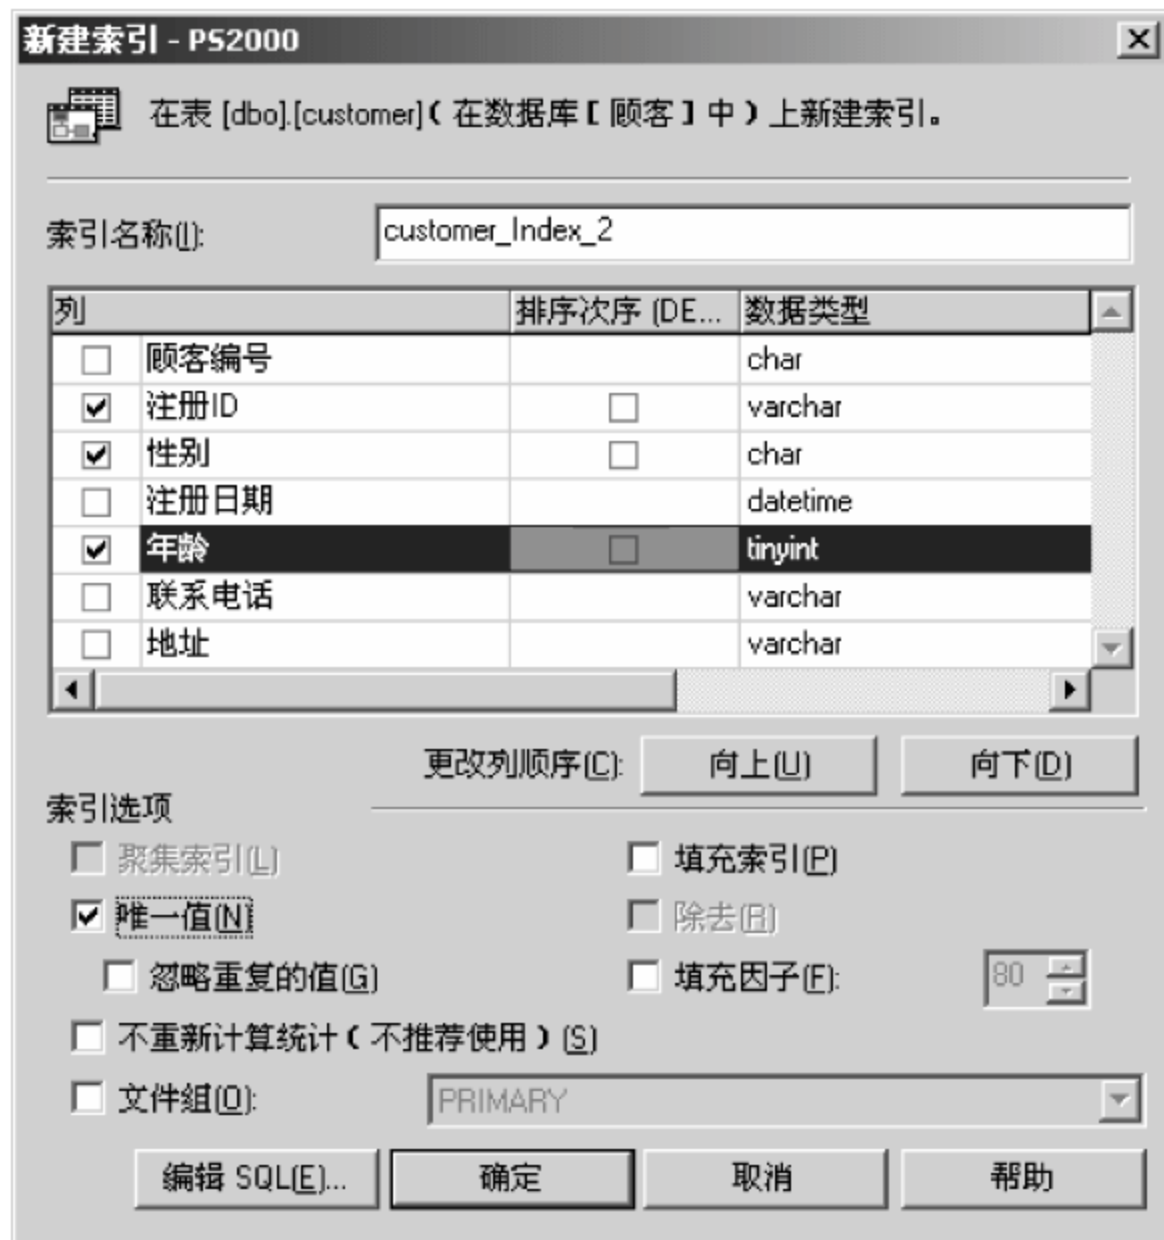 新建索引 - PS2000
在表 [dbo].[customer]（在数据库［顾客］中）上新建索引。
索引名称(I):
customer_Index_2
列 排序次序 (DE... 数据类型
顾客编号 char
注册ID varchar
性别 char
注册日期 datetime
年龄 tinyint
联系电话 varchar
地址 varchar
更改列顺序(C): 向上(U) 向下(D)
索引选项
聚集索引(L) 填充索引(P)
唯一值(N) 除去(R)
忽略重复的值(G) 填充因子(F): 80
不重新计算统计（不推荐使用）(S)
文件组(O): PRIMARY
编辑 SQL(E)... 确定 取消 帮助